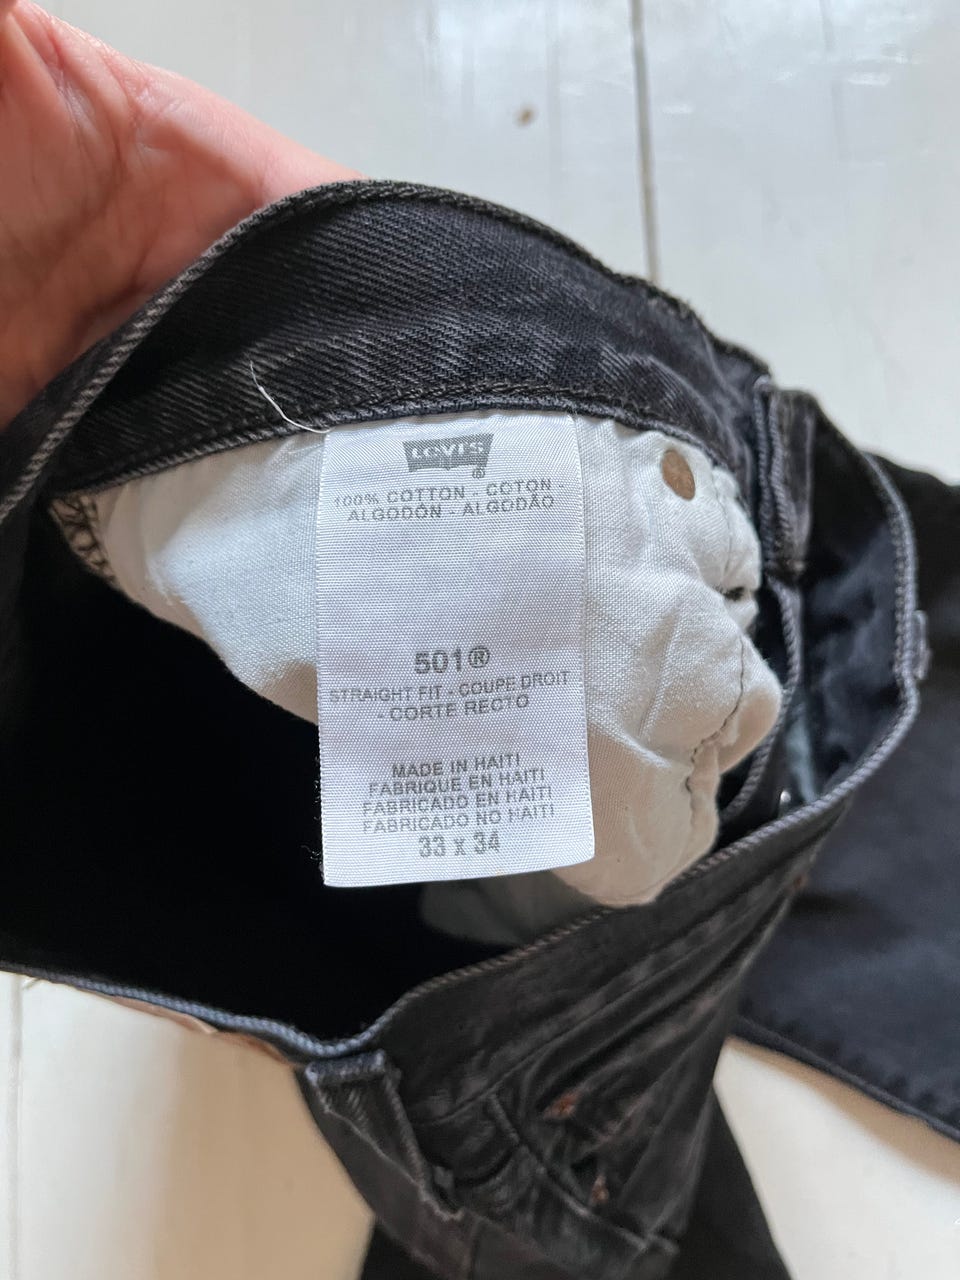 LEVI'S
®
100% COTTON - COTON -
ALGODÓN - ALGODÃO
501®
STRAIGHT FIT - COUPE DROIT
- CORTE RECTO
MADE IN HAITI
FABRIQUE EN HAITI
FABRICADO EN HAITI
FABRICADO NO HAITI
33 x 34